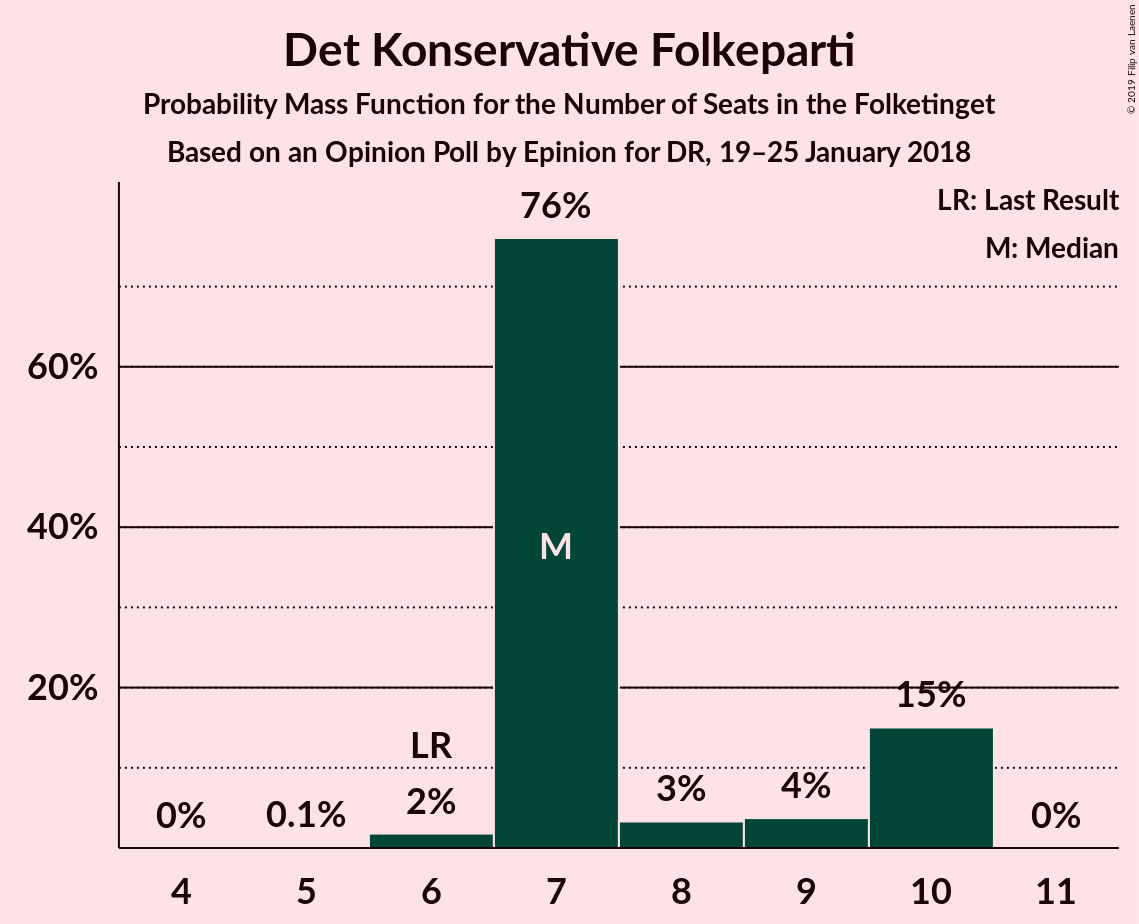 Det Konservative Folkeparti
Probability Mass Function for the Number of Seats in the Folketinget
Based on an Opinion Poll by Epinion for DR, 19–25 January 2018
© 2019 Filip van Laenen
LR: Last Result
M: Median
76%
60%
40%
M
20%
15%
LR
0%
0.1%
2%
3%
4%
0%
4
5
6
7
8
9
10
11